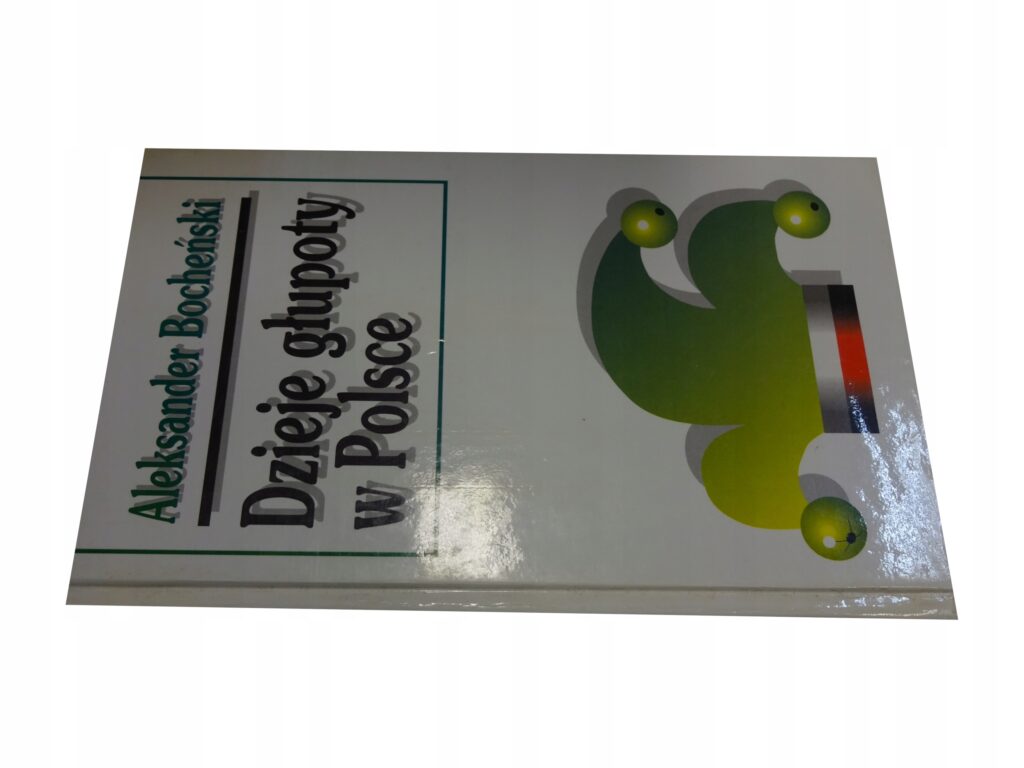 Aleksander Bocheński
Dzieje głupoty
w Polsce